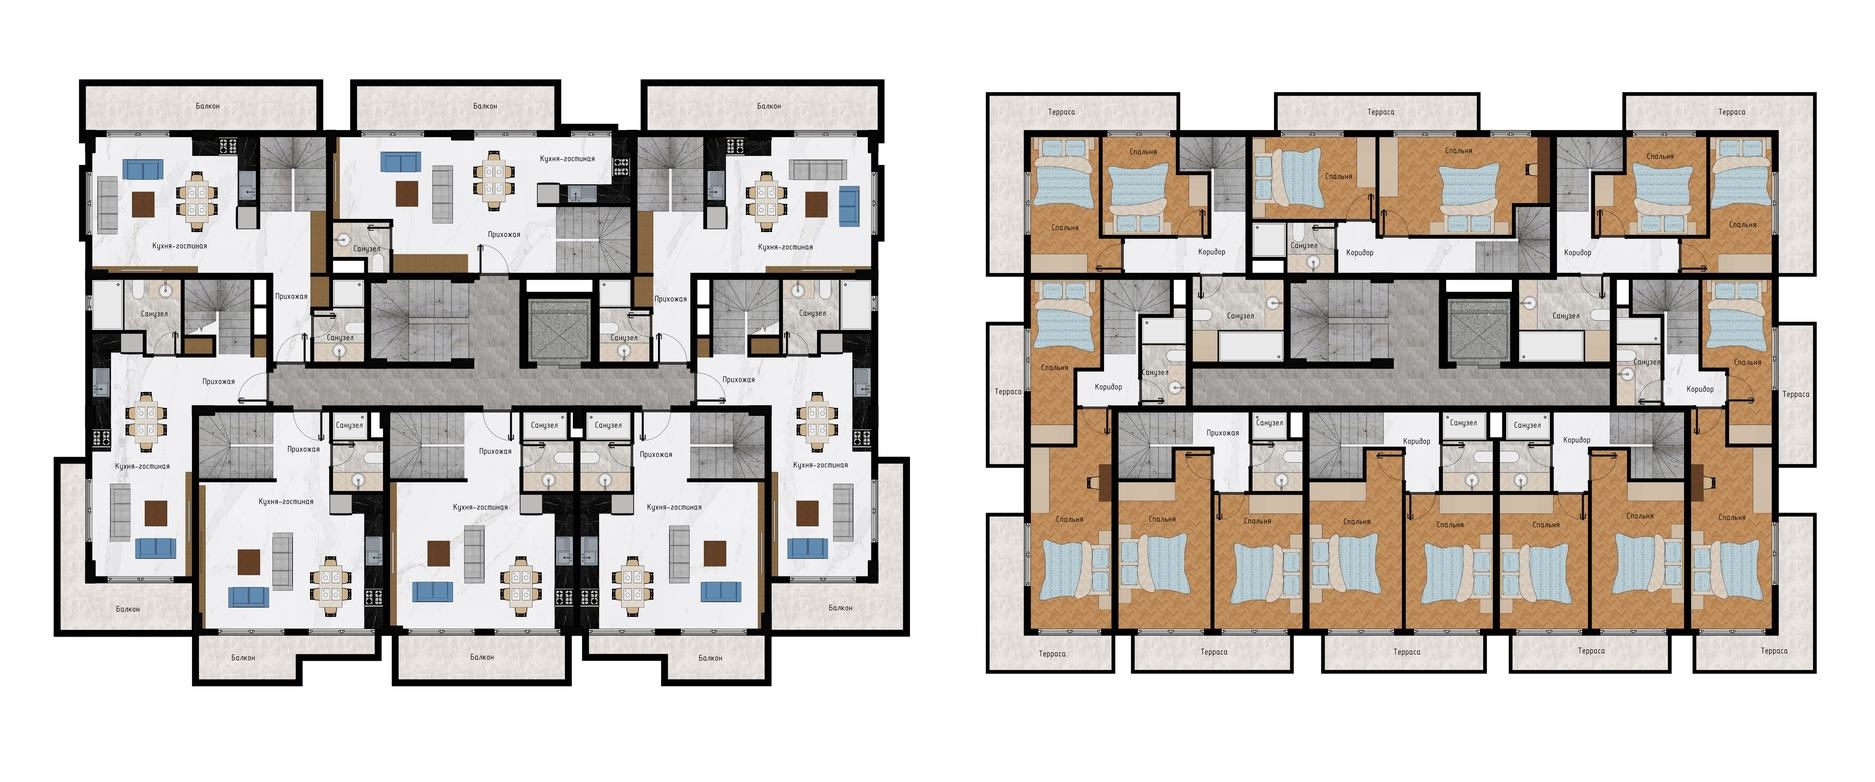 Балкон
Балкон
Балкон
Кухня-гостиная
Кухня-гостиная
Прихожая
Санузел
Кухня-гостиная
Санузел
Прихожая
Прихожая
Санузел
Санузел
Санузел
Прихожая
Прихожая
Санузел
Санузел
Санузел
Прихожая
Прихожая
Прихожая
Кухня-гостиная
Кухня-гостиная
Кухня-гостиная
Кухня-гостиная
Кухня-гостиная
Балкон
Балкон
Балкон
Балкон
Балкон
Терраса
Терраса
Терраса
Спальня
Спальня
Спальня
Спальня
Спальня
Спальня
Санузел
Коридор
Коридор
Коридор
Санузел
Санузел
Спальня
Санузел
Санузел
Спальня
Терраса
Коридор
Коридор
Терраса
Санузел
Санузел
Санузел
Прихожая
Коридор
Коридор
Спальня
Спальня
Спальня
Спальня
Спальня
Спальня
Спальня
Спальня
Терраса
Терраса
Терраса
Терраса
Терраса